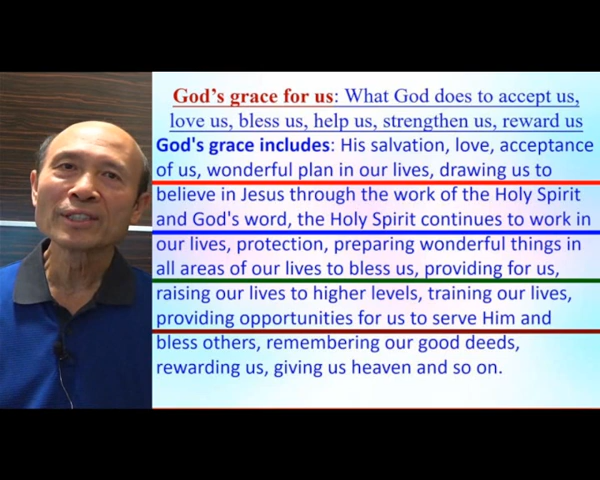 God's grace for us: What God does to accept us,
love us, bless us, help us, strengthen us, reward us
God's grace includes: His salvation, love, acceptance
of us, wonderful plan in our lives, drawing us to
believe in Jesus through the work of the Holy Spirit
and God's word, the Holy Spirit continues to work in
our lives, protection, preparing wonderful things in
all areas of our lives to bless us, providing for us,
raising our lives to higher levels, training our lives,
providing opportunities for us to serve Him and
bless others, remembering our good deeds,
rewarding us, giving us heaven and so on.